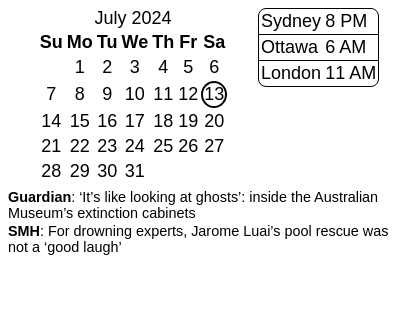 July 2024
Su Mo Tu We Th Fr Sa
1 2 3 4 5 6
7 8 9 10 11 12 13
14 15 16 17 18 19 20
21 22 23 24 25 26 27
28 29 30 31
Sydney 8 PM
Ottawa 6 AM
London 11 AM
Guardian: ‘It’s like looking at ghosts’: inside the Australian
Museum’s extinction cabinets
SMH: For drowning experts, Jarome Luai’s pool rescue was
not a ‘good laugh’